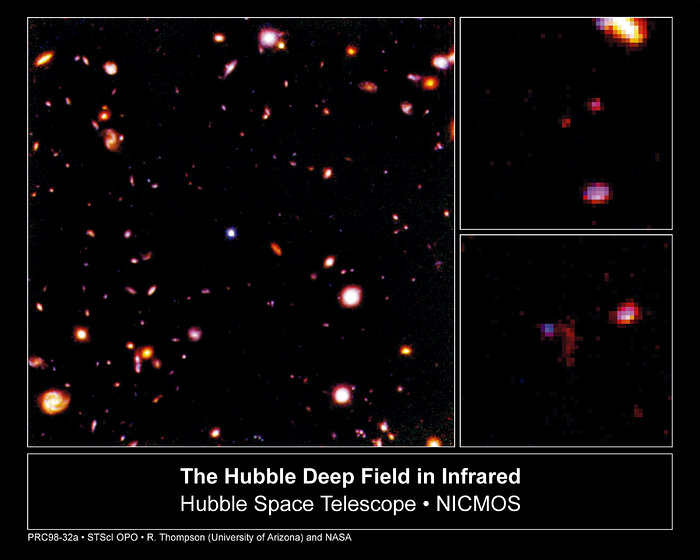 The Hubble Deep Field in Infrared
Hubble Space Telescope • NICMOS
PRC98-32a • STScI OPO • R. Thompson (University of Arizona) and NASA